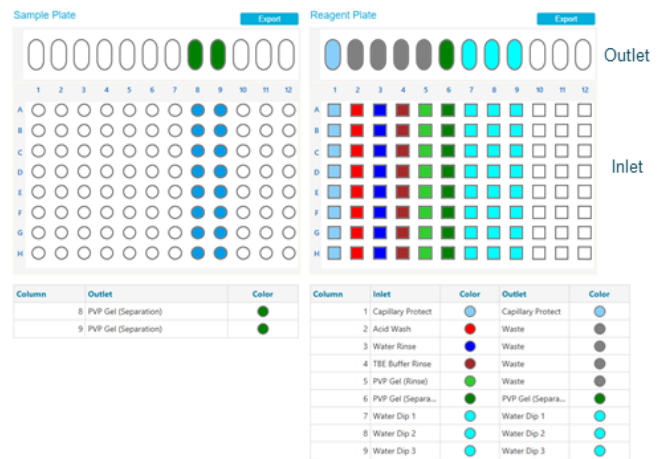 Sample Plate
Export
Reagent Plate
Export
Outlet
1 2 3 4 5 6 7 8 9 10 11 12
1 2 3 4 5 6 7 8 9 10 11 12
A
B
C
D
E
F
G
H
A
B
C
D
E
F
G
H
Inlet
Column Outlet Color
8 PVP Gel (Separation)
9 PVP Gel (Separation)
Column Inlet Color Outlet Color
1 Capillary Protect Capillary Protect
2 Acid Wash Waste
3 Water Rinse Waste
4 TBE Buffer Rinse Waste
5 PVP Gel (Rinse) Waste
6 PVP Gel (Separa... PVP Gel (Separa...
7 Water Dip 1 Water Dip 1
8 Water Dip 2 Water Dip 2
9 Water Dip 3 Water Dip 3